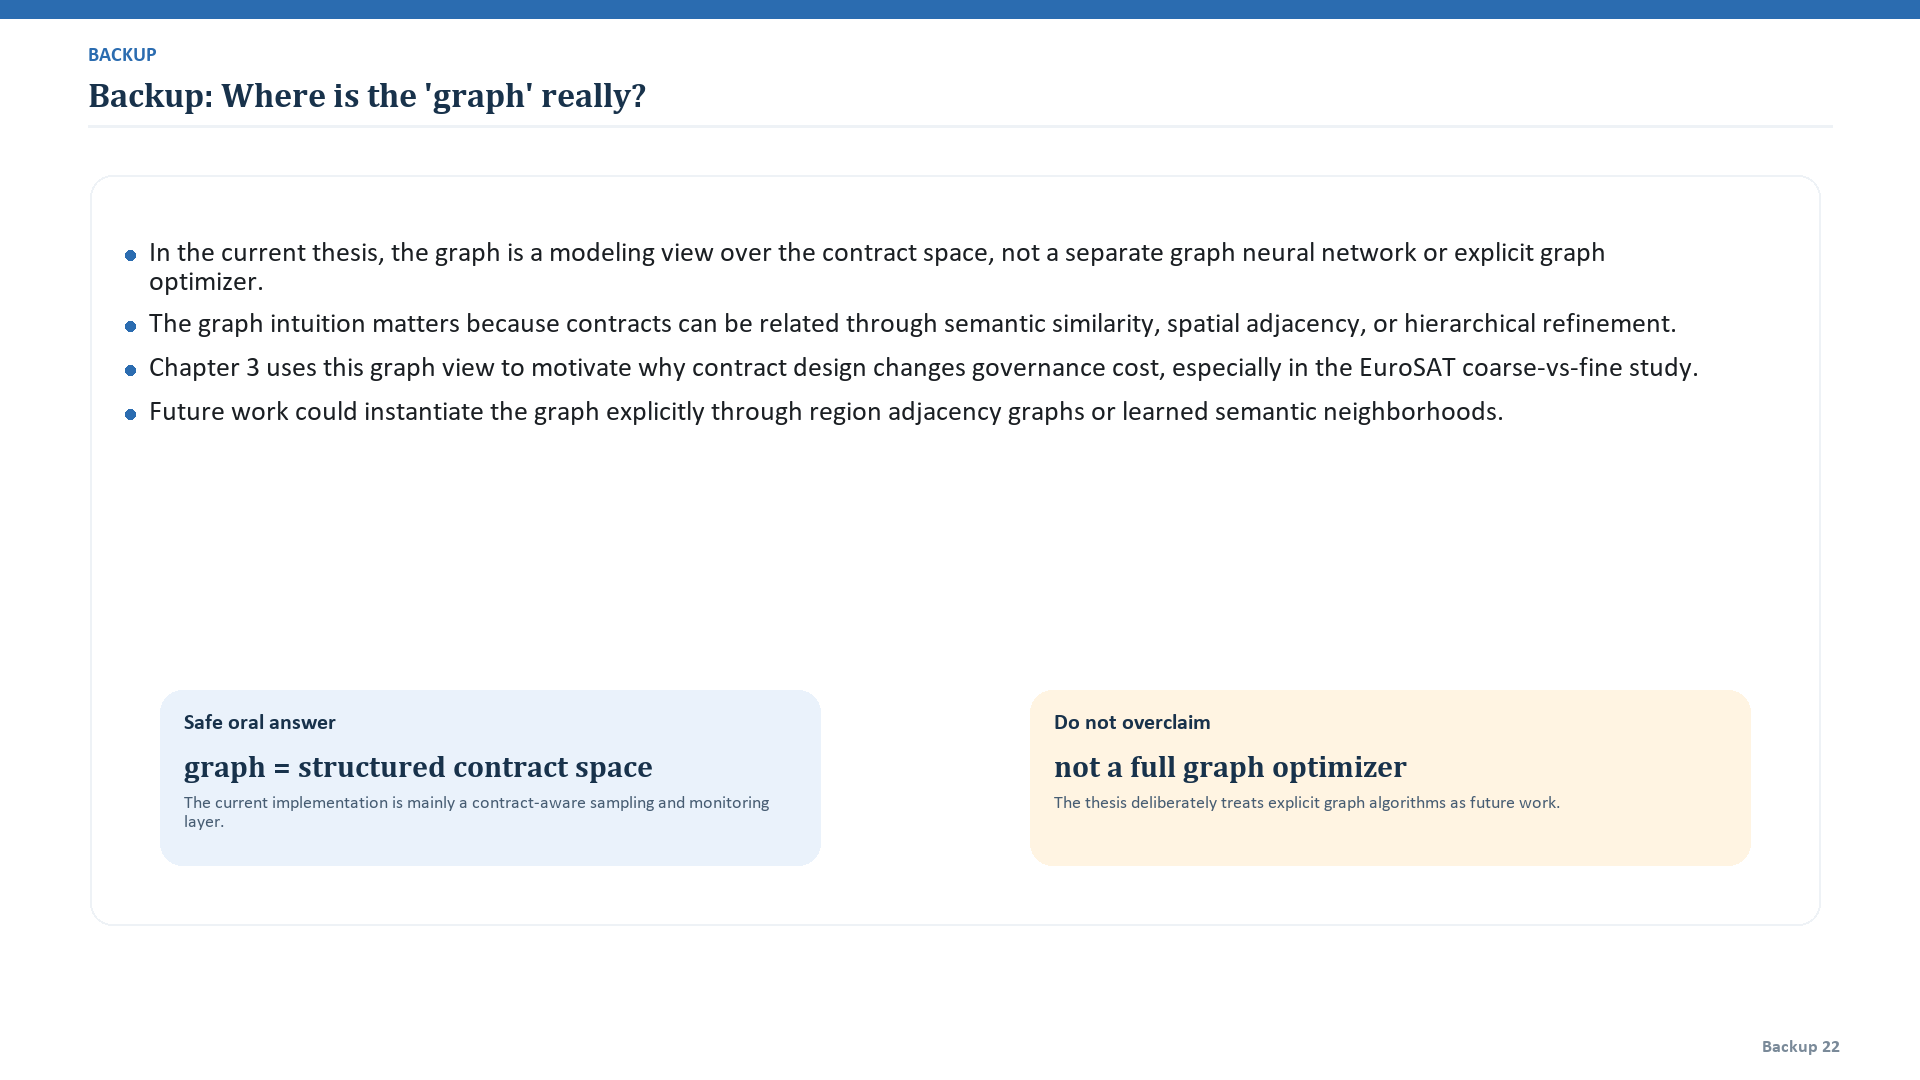 BACKUP
Backup: Where is the 'graph' really?
In the current thesis, the graph is a modeling view over the contract space, not a separate graph neural network or explicit graph
optimizer.
The graph intuition matters because contracts can be related through semantic similarity, spatial adjacency, or hierarchical refinement.
Chapter 3 uses this graph view to motivate why contract design changes governance cost, especially in the EuroSAT coarse-vs-fine study.
Future work could instantiate the graph explicitly through region adjacency graphs or learned semantic neighborhoods.
Safe oral answer
graph = structured contract space
The current implementation is mainly a contract-aware sampling and monitoring
layer.
Do not overclaim
not a full graph optimizer
The thesis deliberately treats explicit graph algorithms as future work.
Backup 22